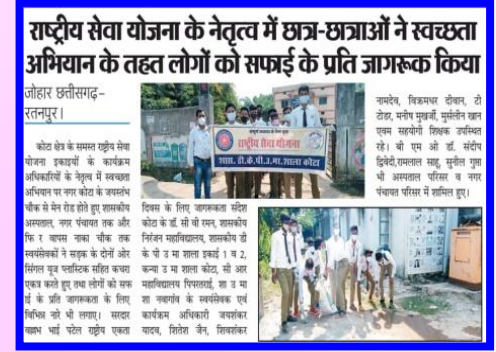 राष्ट्रीय सेवा योजना के नेतृत्व में छात्र-छात्राओं ने स्वच्छता
अभियान के तहत लोगों को सफाई के प्रति जागरूक किया
जोहार छत्तीसगढ़–
रतनपुर।
कोटा क्षेत्र के समस्त राष्ट्रीय सेवा
योजना इकाइयों के कार्यक्रम
अधिकारियों के नेतृत्व में स्वच्छता
अभियान पर नगर कोटा के जयस्तंभ
चौक से मेन रोड होते हुए शासकीय
अस्पताल, नगर पंचायत तक और
फि र वापस नाका चौक तक
स्वयंसेवकों ने सड़क के दोनों ओर
सिंगल यूज प्लास्टिक सहित कचरा
एकत्र करते हुए तथा लोगों को सफ
ाई के प्रति जागरूकता के लिए
विभिन्न नारे भी लगाए। सरदार
वल्लभ भाई पटेल राष्ट्रीय एकता
राष्ट्रीय सेवा योजना
शास. डी.के.पी.उ.मा.शाला कोटा
दिवस के लिए जागरूकता संदेश
कोटा के डॉ. सी वी रमन, शासकीय
निरंजन महाविद्यालय, शासकीय डी
के पी उ मा शाला इकाई 1 व 2,
कन्या उ मा शाला कोटा, सी आर
महाविद्यालय पिपरतराई, शा उ मा
शा नवागांव के स्वयंसेवक एवं
कार्यक्रम अधिकारी जयशंकर
यादव, शितेश जैन, शिवशंकर
नामदेव, विक्रमधर दीवान, टी
टोडर, मनीष मुखर्जी, मुर्सलीन खान
एवम सहयोगी शिक्षक उपस्थित
रहे। बी एम ओ डॉ. संदीप
द्विवेदी,रामलाल साहू, सुनील गुप्ता
भी अस्पताल परिसर व नगर
पंचायत परिसर में शामिल हुए।